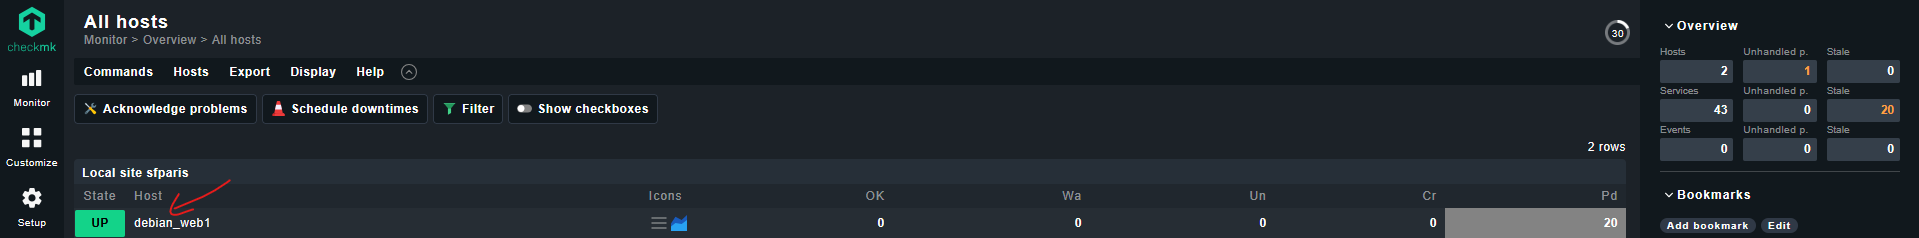 checkmk
Monitor
Customize
Setup
All hosts
Monitor > Overview > All hosts
30
Commands Hosts Export Display Help
Acknowledge problems Schedule downtimes Filter Show checkboxes
2 rows
Local site sfparis
State Host Icons OK Wa Un Cr Pd
UP debian_web1 0 0 0 0 20
Overview
Hosts Unhandled p. Stale
2 1 0
Services Unhandled p. Stale
43 0 20
Events Unhandled p. Stale
0 0 0
Bookmarks
Add bookmark Edit